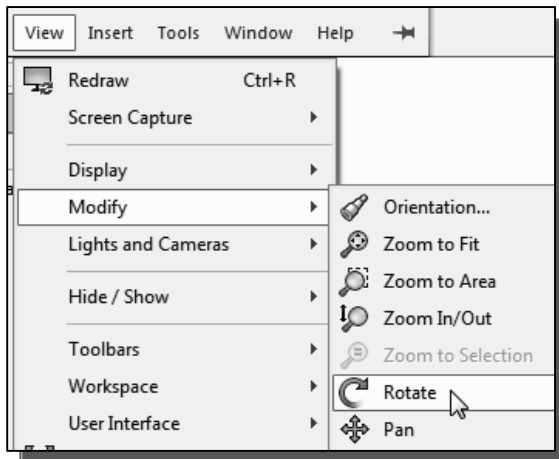 View Insert Tools Window Help
Redraw Ctrl+R
Screen Capture
Display
Modify
Lights and Cameras
Hide / Show
Toolbars
Workspace
User Interface
Orientation...
Zoom to Fit
Zoom to Area
Zoom In/Out
Zoom to Selection
Rotate
Pan